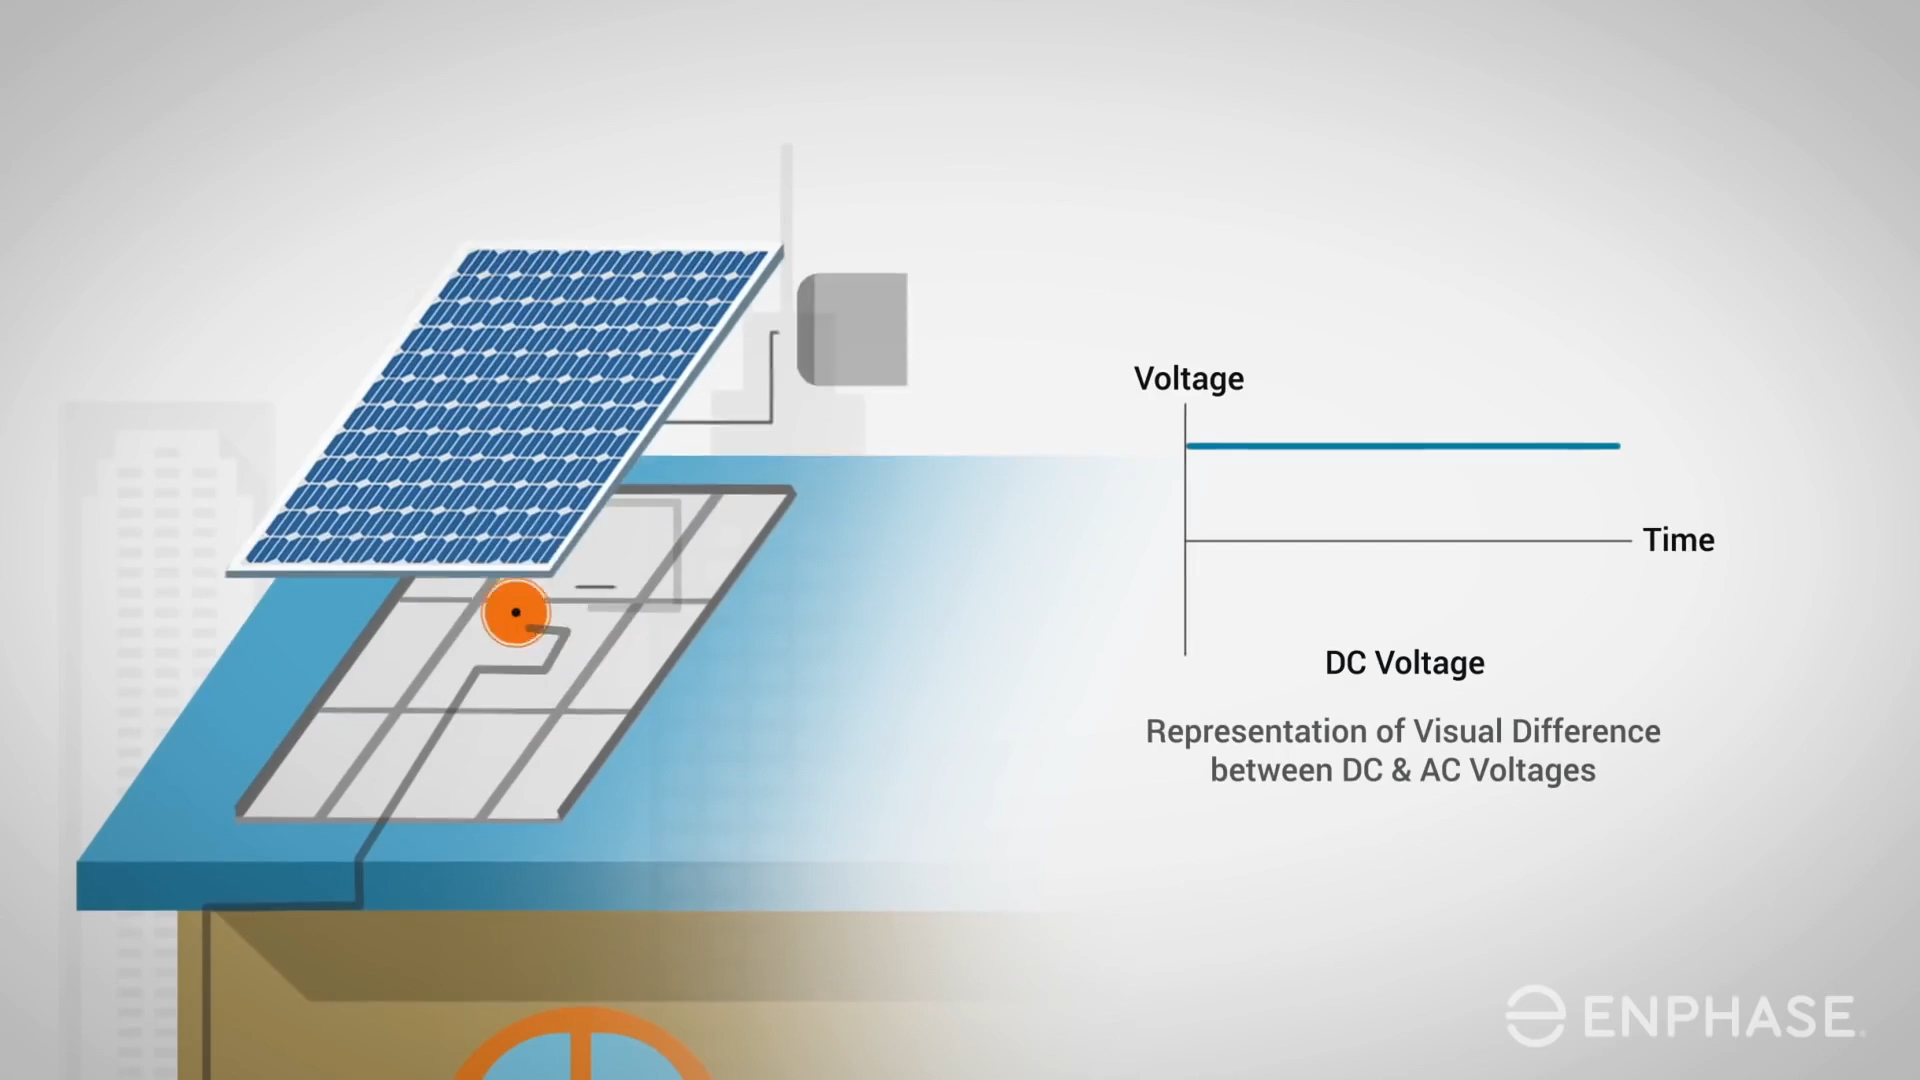 Voltage
Time
DC Voltage
Representation of Visual Difference
between DC & AC Voltages
ENPHASE